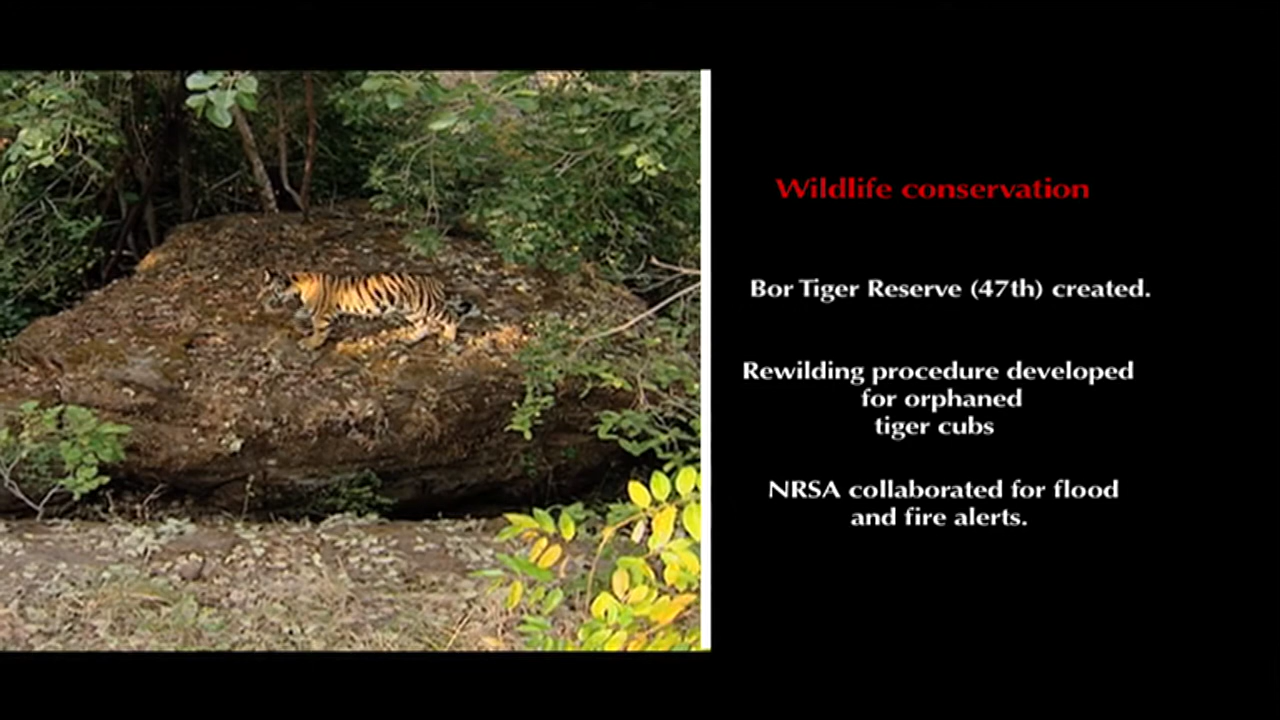 Wildlife conservation
Bor Tiger Reserve (47th) created.
Rewilding procedure developed
for orphaned
tiger cubs
NRSA collaborated for flood
and fire alerts.